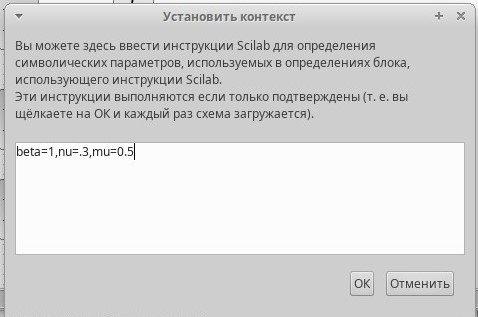 Установить контекст
Вы можете здесь ввести инструкции Scilab для определения
символических параметров, используемых в определениях блока,
использующего инструкции Scilab.
Эти инструкции выполняются если только подтверждены (т. е. вы
щёлкаете на ОК и каждый раз схема загружается).
beta=1,nu=.3,mu=0.5
ОК Отменить